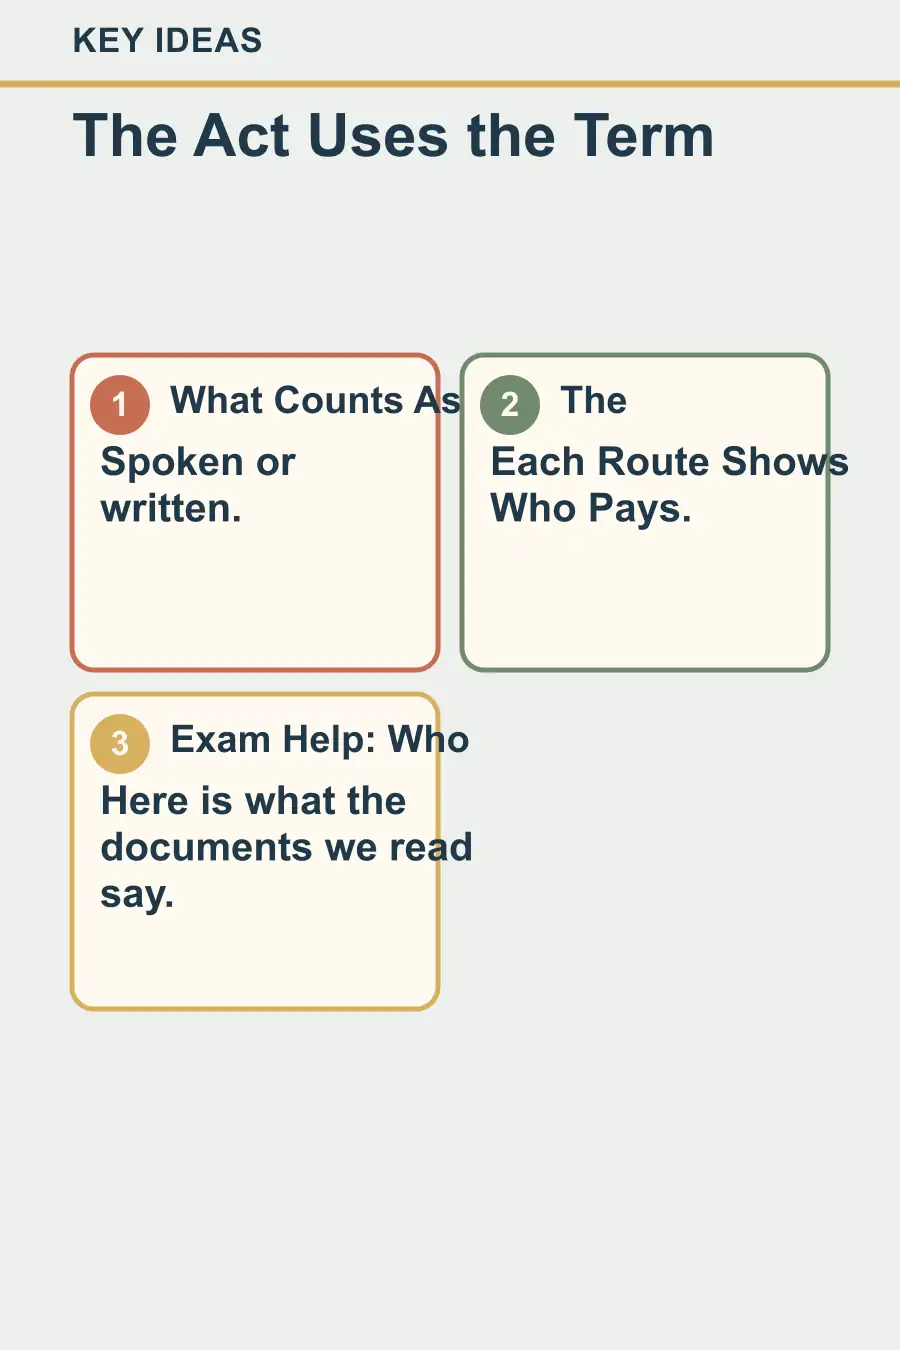 KEY IDEAS
The Act Uses the Term
1
What Counts As
Spoken or
written.
2
The
Each Route Shows
Who Pays.
3
Exam Help: Who
Here is what the
documents we read
say.